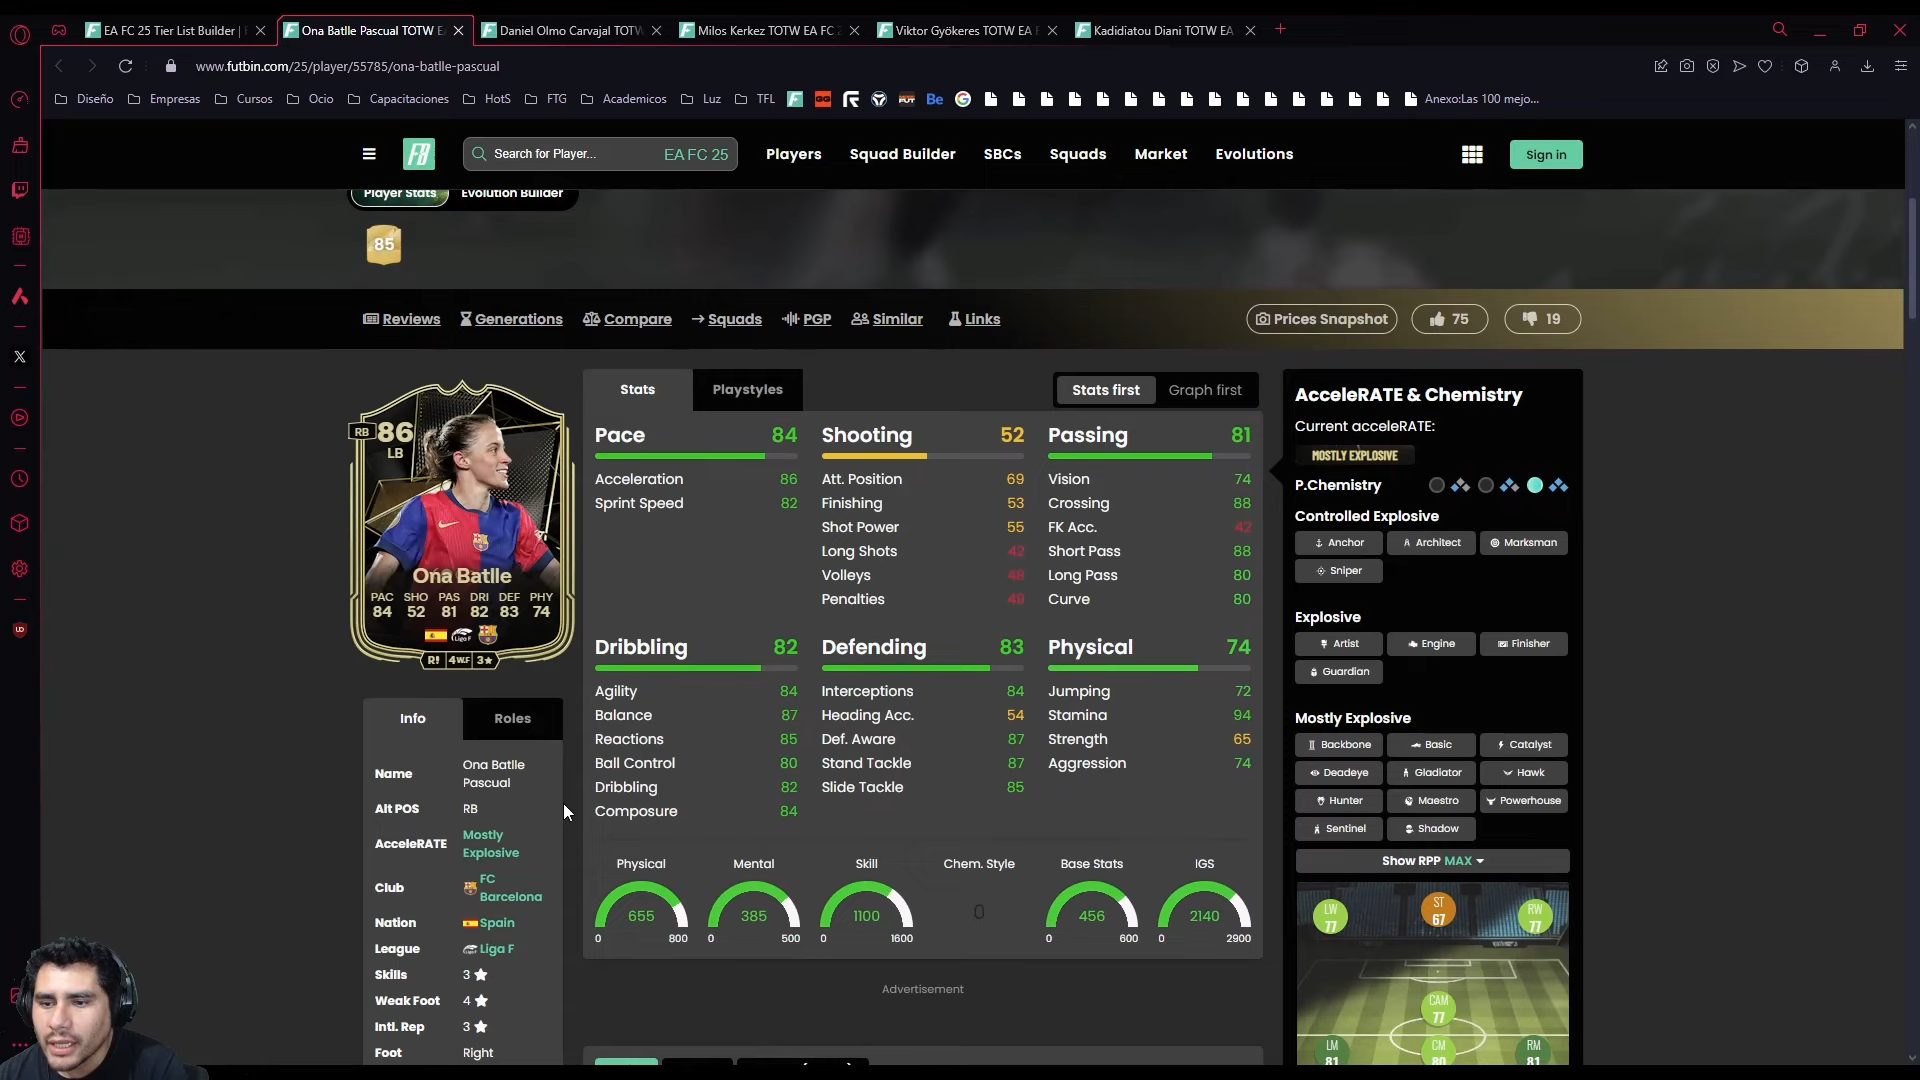 EA FC 25 Tier List Builder |
Ona Batlle Pascual TOTW E
Daniel Olmo Carvajal TOTW
Milos Kerkez TOTW EA FC 2
Viktor Gyökeres TOTW EA F
Kadidiatou Diani TOTW EA
www.futbin.com/25/player/55785/ona-batlle-pascual
Diseño Empresas Cursos Ocio Capacitaciones HotS FTG Academicos Luz TFL Anexo:Las 100 mejo...
Search for Player... EA FC 25
Players Squad Builder SBCs Squads Market Evolutions
Sign in
Player Stats Evolution Builder
85
Reviews Generations Compare Squads PGP Similar Links
Prices Snapshot 75 19
RB 86
LB
Ona Batlle
PAC SHO PAS DRI DEF PHY
84 52 81 82 83 74
R! 4W.F 3★
Info Roles
Name Ona Batlle Pascual
Alt POS RB
AcceleRATE Mostly Explosive
Club FC Barcelona
Nation Spain
League Liga F
Skills 3
Weak Foot 4
Intl. Rep 3
Foot Right
Stats Playstyles
Stats first Graph first
Pace 84
Acceleration 86
Sprint Speed 82
Shooting 52
Att. Position 69
Finishing 53
Shot Power 55
Long Shots 42
Volleys 48
Penalties 49
Passing 81
Vision 74
Crossing 88
FK Acc. 42
Short Pass 88
Long Pass 80
Curve 80
Dribbling 82
Agility 84
Balance 87
Reactions 85
Ball Control 80
Dribbling 82
Composure 84
Defending 83
Interceptions 84
Heading Acc. 54
Def. Aware 87
Stand Tackle 87
Slide Tackle 85
Physical 74
Jumping 72
Stamina 94
Strength 65
Aggression 74
Physical Mental Skill Chem. Style Base Stats IGS
655 385 1100 0 456 2140
0 800 0 500 0 1600 0 600 0 2900
Advertisement
AcceleRATE & Chemistry
Current acceleRATE:
MOSTLY EXPLOSIVE
P.Chemistry
Controlled Explosive
Anchor Architect Marksman
Sniper
Explosive
Artist Engine Finisher
Guardian
Mostly Explosive
Backbone Basic Catalyst
Deadeye Gladiator Hawk
Hunter Maestro Powerhouse
Sentinel Shadow
Show RPP MAX
LW 77
ST 67
RW 77
CAM 77
LM 81
CM 80
RM 81